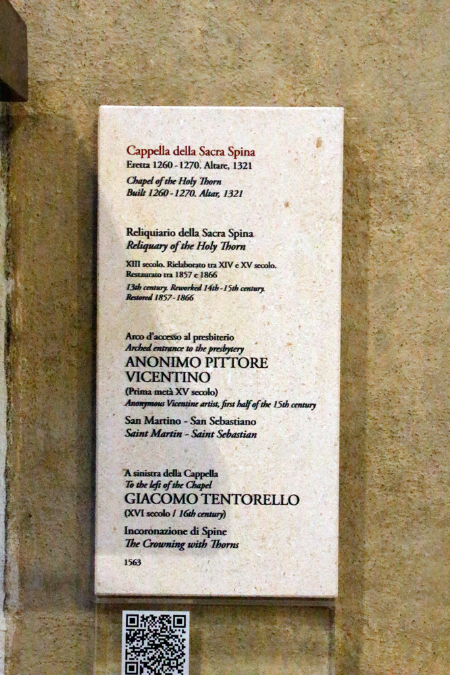 Cappella della Sacra Spina
Eretta 1260 - 1270. Altare, 1321
Chapel of the Holy Thorn
Built 1260 - 1270. Altar, 1321
Reliquiario della Sacra Spina
Reliquary of the Holy Thorn
XIII secolo. Rielaborato tra XIV e XV secolo.
Restaurato tra 1857 e 1866
13th century. Reworked 14th - 15th century.
Restored 1857 - 1866
Arco d'accesso al presbiterio
Arched entrance to the presbytery
ANONIMO PITTORE
VICENTINO
(Prima metà XV secolo)
Anonymous Vicentine artist, first half of the 15th century
San Martino - San Sebastiano
Saint Martin - Saint Sebastian
A sinistra della Cappella
To the left of the Chapel
GIACOMO TENTORELLO
(XVI secolo / 16th century)
Incoronazione di Spine
The Crowning with Thorns
1563